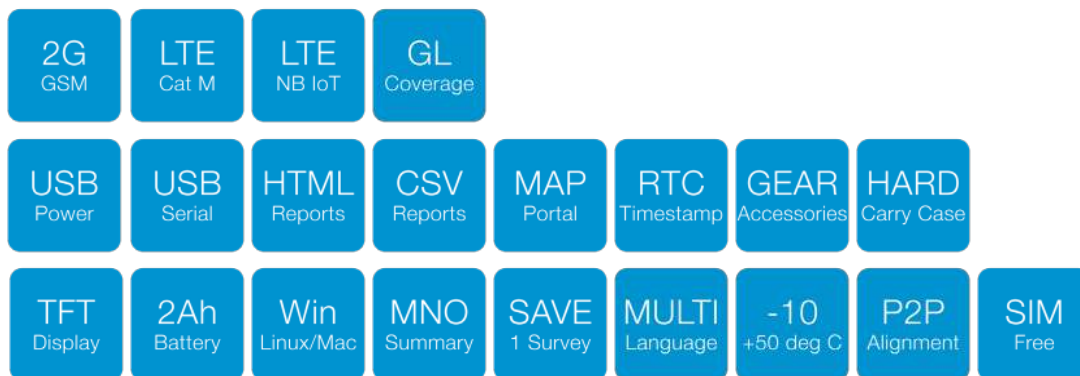 2G
GSM
LTE
Cat M
LTE
NB IoT
GL
Coverage
USB
Power
USB
Serial
HTML
Reports
CSV
Reports
MAP
Portal
RTC
Timestamp
GEAR
Accessories
HARD
Carry Case
TFT
Display
2Ah
Battery
Win
Linux/Mac
MNO
Summary
SAVE
1 Survey
MULTI
Language
-10
+50 deg C
P2P
Alignment
SIM
Free